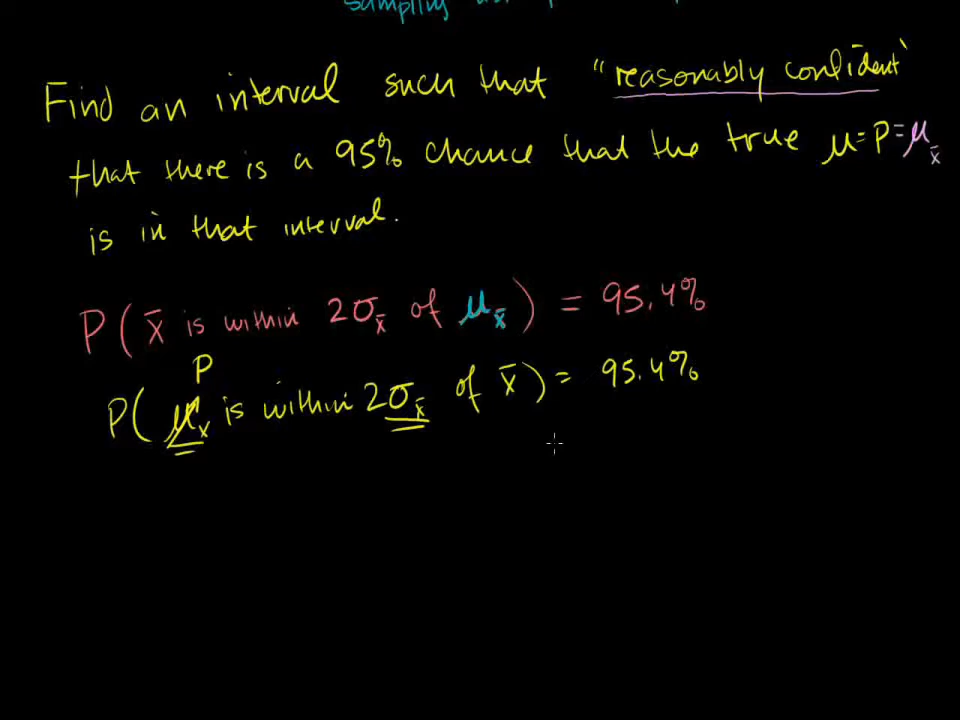 sampling
Find an interval such that "reasonably confident"
that there is a 95% chance that the true μ=P=μx̄
is in that interval.
P(x̄ is within 2σx̄ of μx̄) = 95.4%
P
P(μx is within 2σx̄ of x̄) = 95.4%